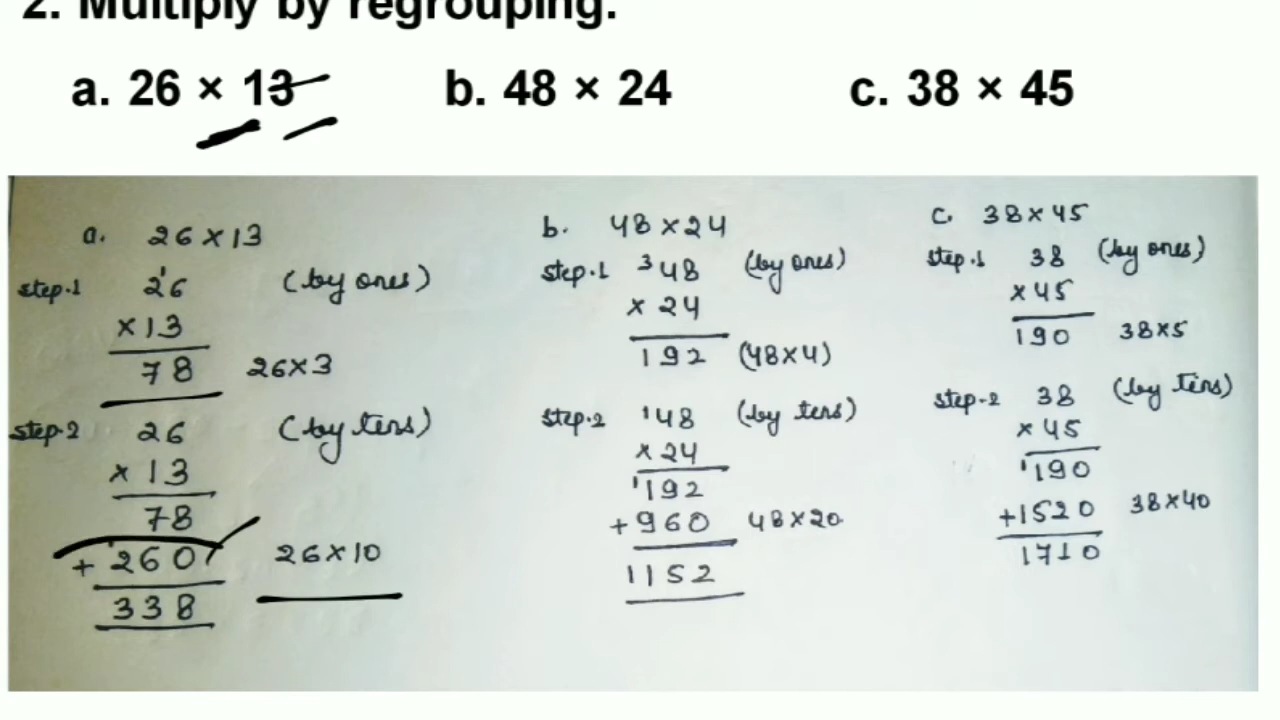 2. Multiply by regrouping.
a. 26 × 13
b. 48 × 24
c. 38 × 45
a. 26 × 13
step.1 ¹26 (by ones)
× 13
78 26×3
step.2 26 (by tens)
× 13
78
+ ¹260
26×10
338
b. 48 × 24
step.1 ³48 (by ones)
× 24
192 (48×4)
step.2 ¹48 (by tens)
× 24
¹192
+960 48×20
1152
c. 38×45
step.1 38 (by ones)
×45
190 38×5
step-2 38 (by tens)
× 45
¹190
+1520 38×40
1710